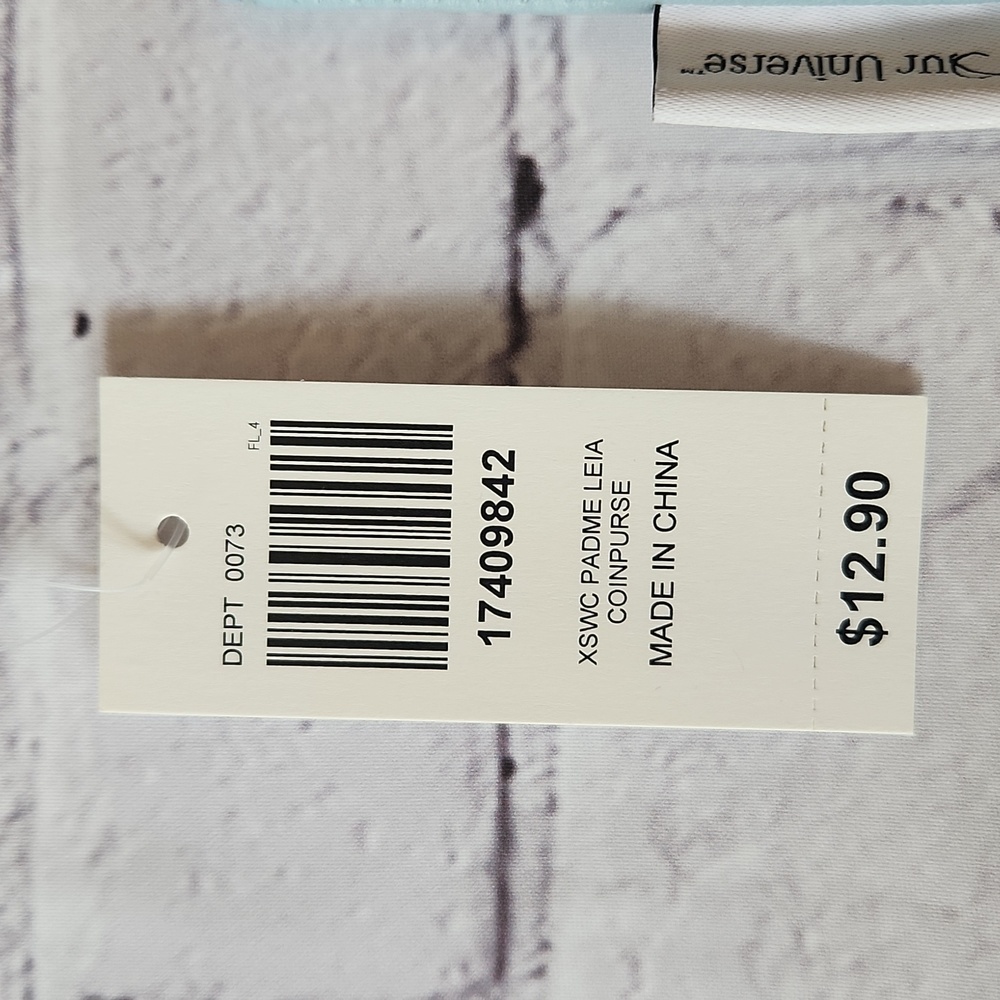 Our Universe™
DEPT 0073
FL_4
17409842
XSWC PADME LEIA
COINPURSE
MADE IN CHINA
$12.90